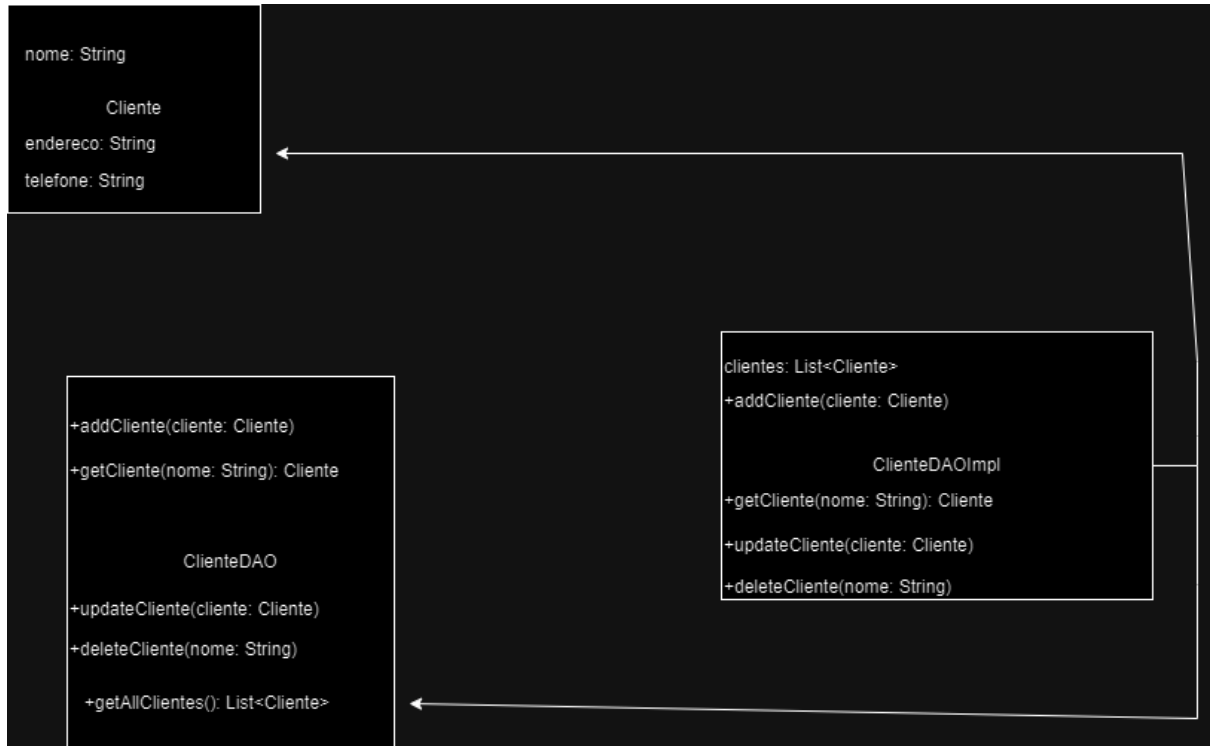 nome: String
Cliente
endereco: String
telefone: String
+addCliente(cliente: Cliente)
+getCliente(nome: String): Cliente
ClienteDAO
+updateCliente(cliente: Cliente)
+deleteCliente(nome: String)
+getAllClientes(): List<Cliente>
clientes: List<Cliente>
+addCliente(cliente: Cliente)
ClienteDAOImpl
+getCliente(nome: String): Cliente
+updateCliente(cliente: Cliente)
+deleteCliente(nome: String)